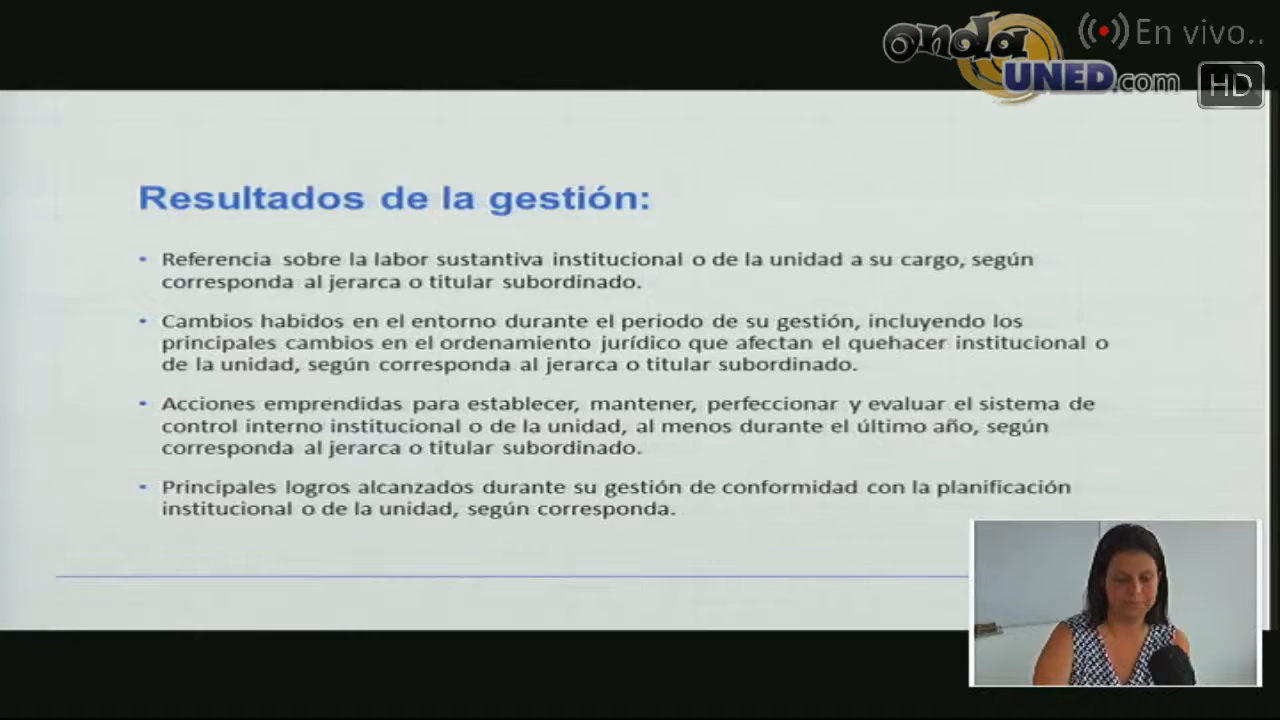 onda
UNED.com
En vivo..
HD
Resultados de la gestión:
• Referencia sobre la labor sustantiva institucional o de la unidad a su cargo, según
corresponda al jerarca o titular subordinado.
• Cambios habidos en el entorno durante el periodo de su gestión, incluyendo los
principales cambios en el ordenamiento jurídico que afectan el quehacer institucional o
de la unidad, según corresponda al jerarca o titular subordinado.
• Acciones emprendidas para establecer, mantener, perfeccionar y evaluar el sistema de
control interno institucional o de la unidad, al menos durante el último año, según
corresponda al jerarca o titular subordinado.
• Principales logros alcanzados durante su gestión de conformidad con la planificación
institucional o de la unidad, según corresponda.